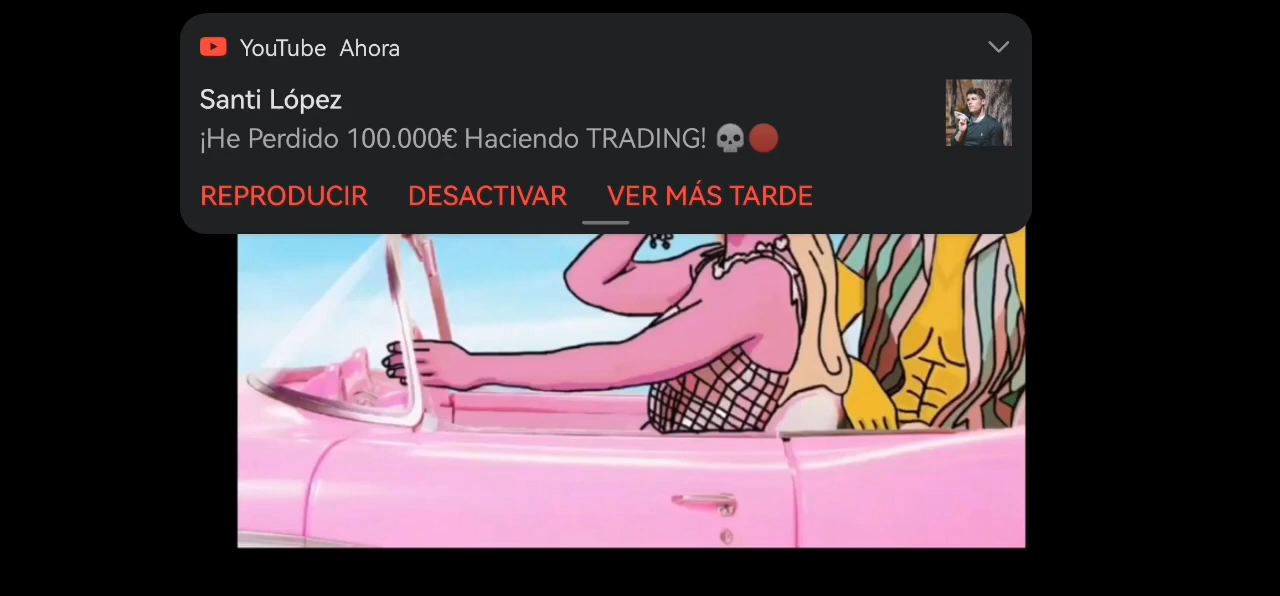 YouTube Ahora
Santi López
¡He Perdido 100.000€ Haciendo TRADING! 💀🔴
REPRODUCIR DESACTIVAR VER MÁS TARDE